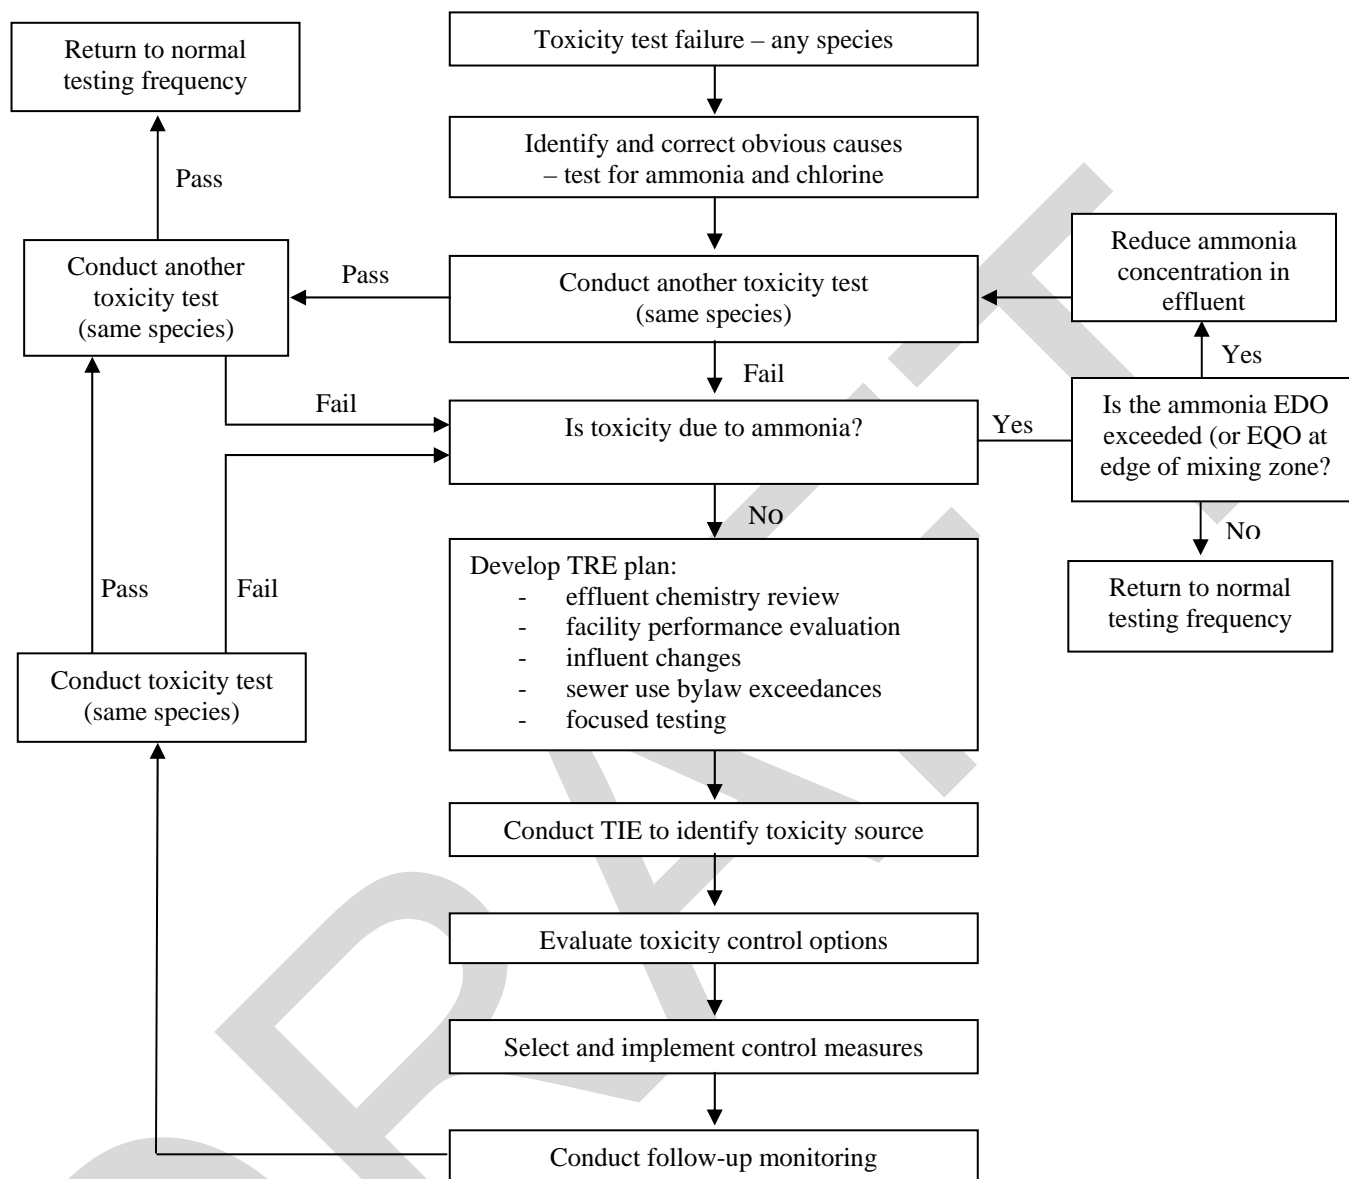 Toxicity test failure – any species
Return to normal
testing frequency
Identify and correct obvious causes
– test for ammonia and chlorine
Pass
Reduce ammonia
concentration in
effluent
Conduct another
toxicity test
(same species)
Pass
Conduct another toxicity test
(same species)
Yes
Fail
Fail
Is toxicity due to ammonia?
Yes
Is the ammonia EDO
exceeded (or EQO at
edge of mixing zone?
No
No
Develop TRE plan:
- effluent chemistry review
- facility performance evaluation
- influent changes
- sewer use bylaw exceedances
- focused testing
Return to normal
testing frequency
Pass
Fail
Conduct toxicity test
(same species)
Conduct TIE to identify toxicity source
Evaluate toxicity control options
Select and implement control measures
Conduct follow-up monitoring
DRAFT